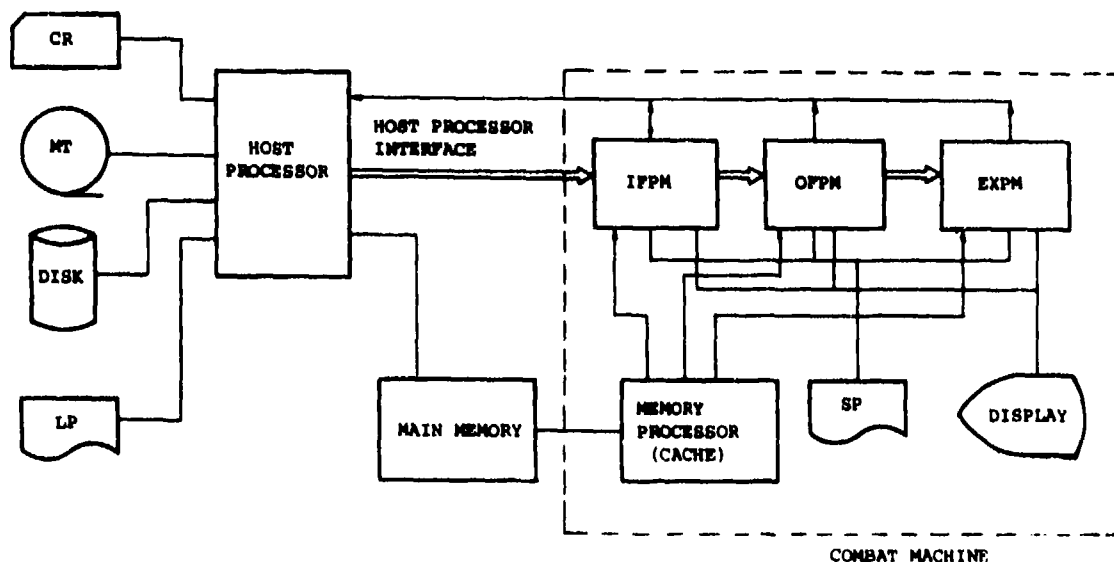 CR
MT
DISK
LP
HOST
PROCESSOR
HOST PROCESSOR
INTERFACE
IFPM
OFPM
EXPM
MAIN MEMORY
MEMORY
PROCESSOR
(CACHE)
SP
DISPLAY
COMBAT MACHINE